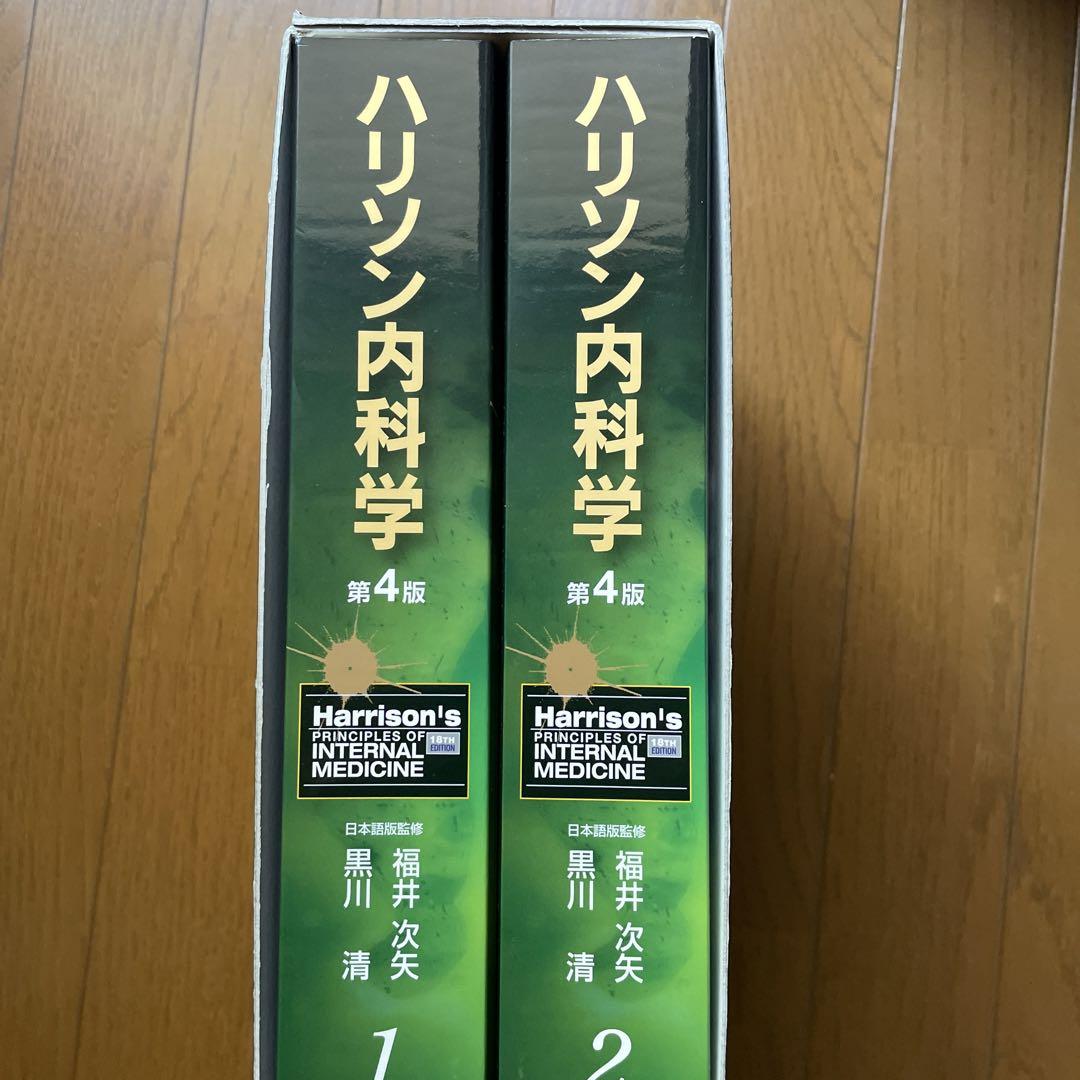 ハリソン内科学
第4版
Harrison's
PRINCIPLES OF
INTERNAL
MEDICINE
18TH
EDITION
日本語版監修
福井 次矢
黒川 清
1
ハリソン内科学
第4版
Harrison's
PRINCIPLES OF
INTERNAL
MEDICINE
18TH
EDITION
日本語版監修
福井 次矢
黒川 清
2